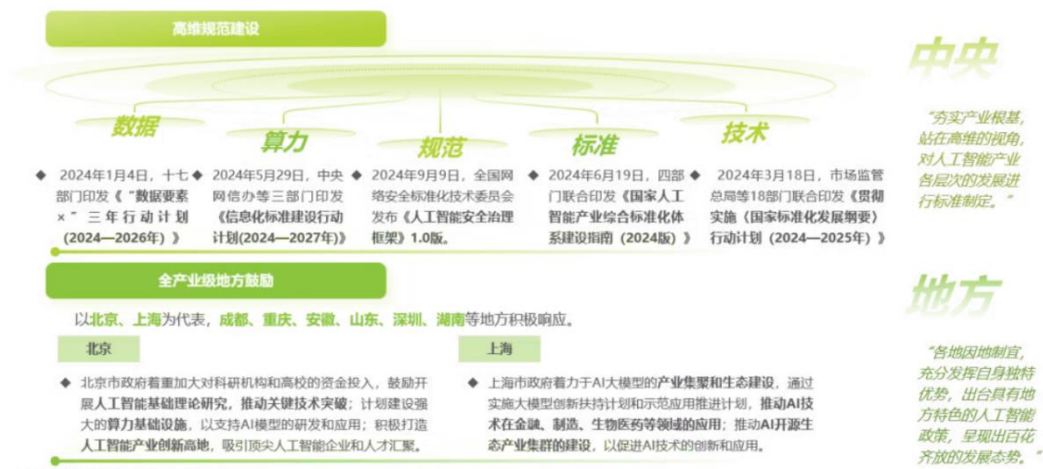 高维规范建设
中央
数据
算力
规范
标准
技术
◆ 2024年1月4日，十七
部门印发《“数据要素
×”三年行动计划
(2024—2026年) 》
◆ 2024年5月29日，中央
网信办等三部门印发
《信息化标准建设行动
计划(2024—2027年)》
◆ 2024年9月9日，全国网
络安全标准化技术委员会
发布《人工智能安全治理
框架》1.0版。
◆ 2024年6月19日，四部
门联合印发《国家人工
智能产业综合标准化体
系建设指南（2024版）》
◆ 2024年3月18日，市场监管
总局等18部门联合印发《贯彻
实施〈国家标准化发展纲要〉
行动计划（2024—2025年）》
“夯实产业根基，
站在高维的视角，
对人工智能产业
各层次的发展进
行标准制定。”
全产业级地方鼓励
地方
以北京、上海为代表，成都、重庆、安徽、山东、深圳、湖南等地方积极响应。
北京
◆ 北京市政府着重加大对科研机构和高校的资金投入，鼓励开
展人工智能基础理论研究，推动关键技术突破；计划建设强
大的算力基础设施，以支持AI模型的研发和应用；积极打造
人工智能产业创新高地，吸引顶尖人工智能企业和人才汇聚。
上海
◆ 上海市政府着力于AI大模型的产业集聚和生态建设，通过
实施大模型创新扶持计划和示范应用推进计划，推动AI技
术在金融、制造、生物医药等领域的应用；推动AI开源生
态产业集群的建设，以促进AI技术的创新和应用。
“各地因地制宜，
充分发挥自身独特
优势，出台具有地
方特色的人工智能
政策，呈现出百花
齐放的发展态势。”